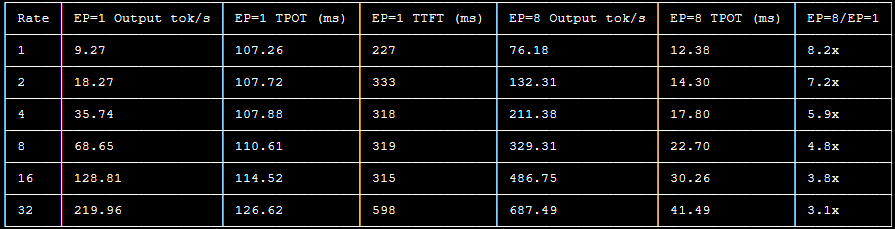 Rate EP=1 Output tok/s EP=1 TPOT (ms) EP=1 TTFT (ms) EP=8 Output tok/s EP=8 TPOT (ms) EP=8/EP=1
1 9.27 107.26 227 76.18 12.38 8.2x
2 18.27 107.72 333 132.31 14.30 7.2x
4 35.74 107.88 318 211.38 17.80 5.9x
8 68.65 110.61 319 329.31 22.70 4.8x
16 128.81 114.52 315 486.75 30.26 3.8x
32 219.96 126.62 598 687.49 41.49 3.1x